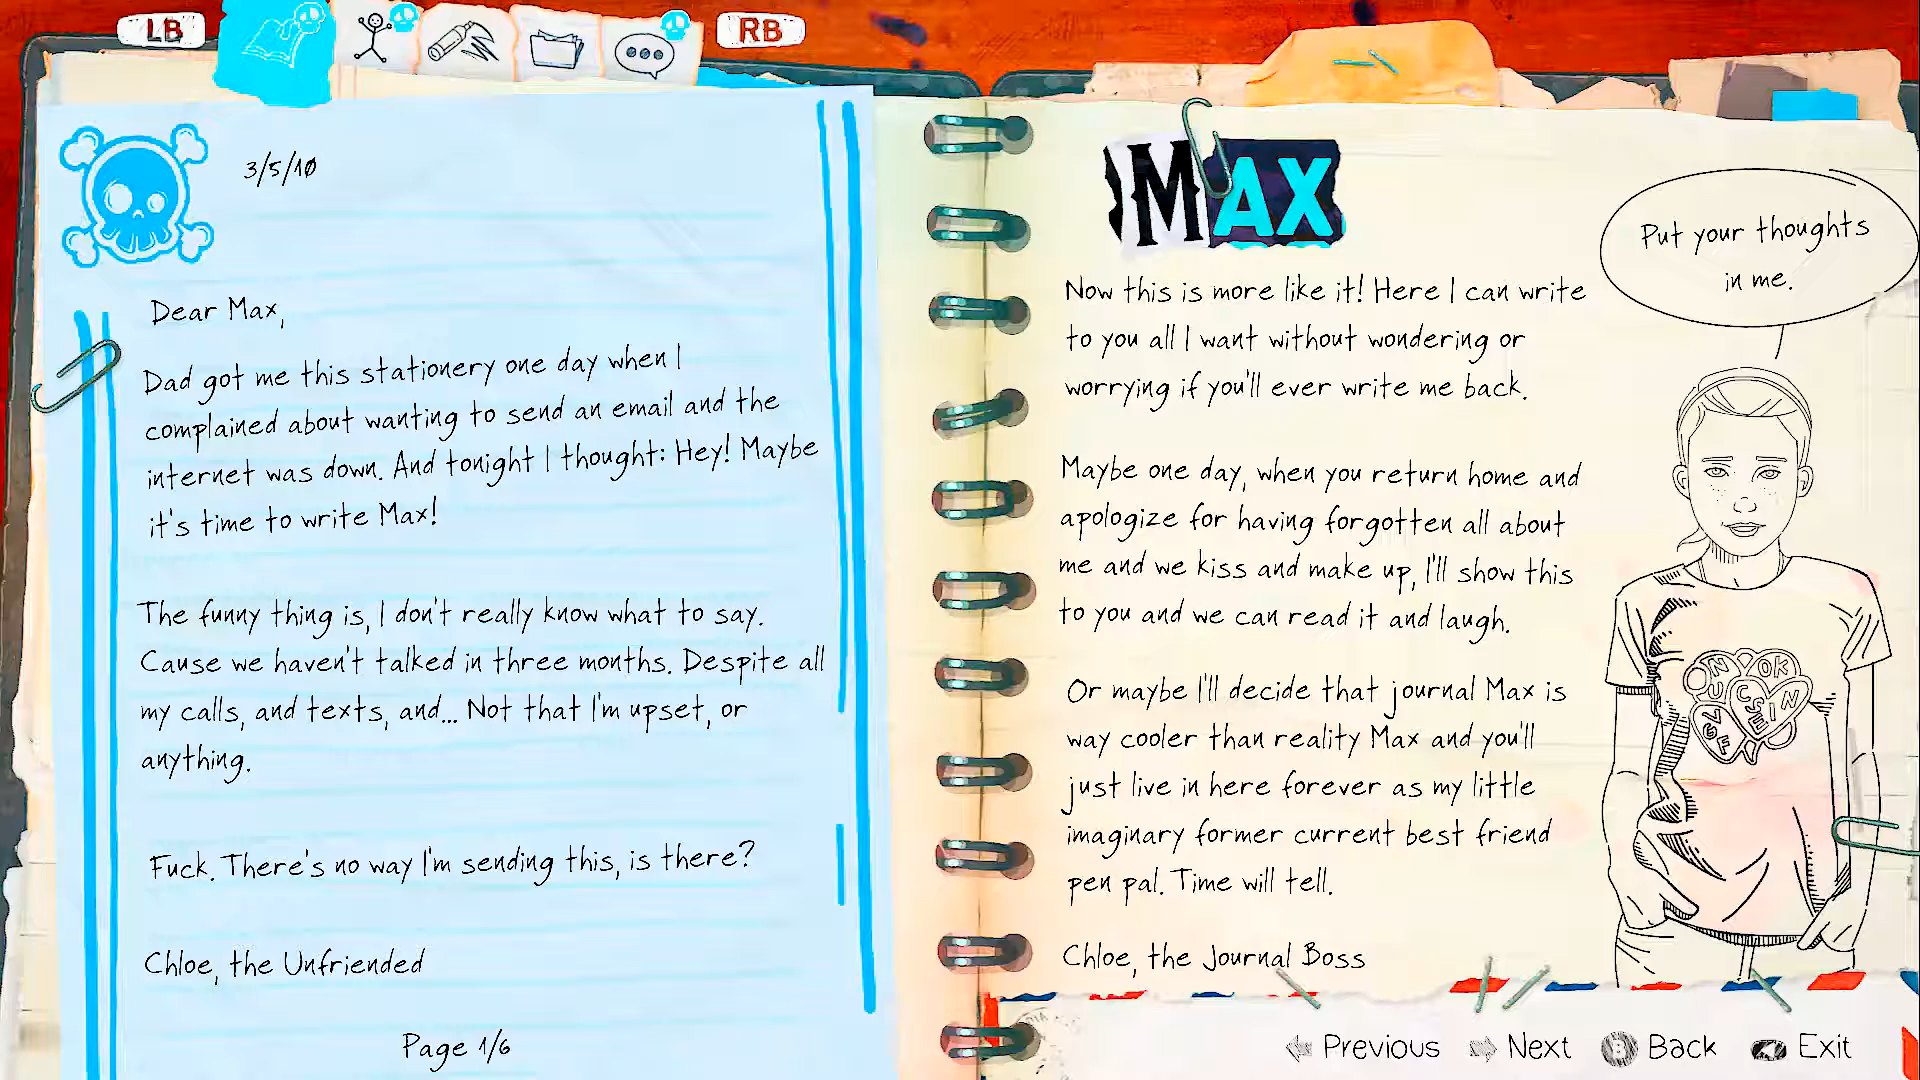 LB
RB
3/5/10
Dear Max,
Dad got me this stationery one day when I
complained about wanting to send an email and the
internet was down. And tonight I thought: Hey! Maybe
it's time to write Max!
The funny thing is, I don't really know what to say.
Cause we haven't talked in three months. Despite all
my calls, and texts, and... Not that I'm upset, or
anything.
Fuck. There's no way I'm sending this, is there?
Chloe, the Unfriended
Page 1/6
MAX
Now this is more like it! Here I can write
to you all I want without wondering or
worrying if you'll ever write me back.
Maybe one day, when you return home and
apologize for having forgotten all about
me and we kiss and make up, I'll show this
to you and we can read it and laugh.
Or maybe I'll decide that journal Max is
way cooler than reality Max and you'll
just live in here forever as my little
imaginary former current best friend
pen pal. Time will tell.
Chloe, the Journal Boss
Put your thoughts
in me.
Previous
Next
B Back
Exit